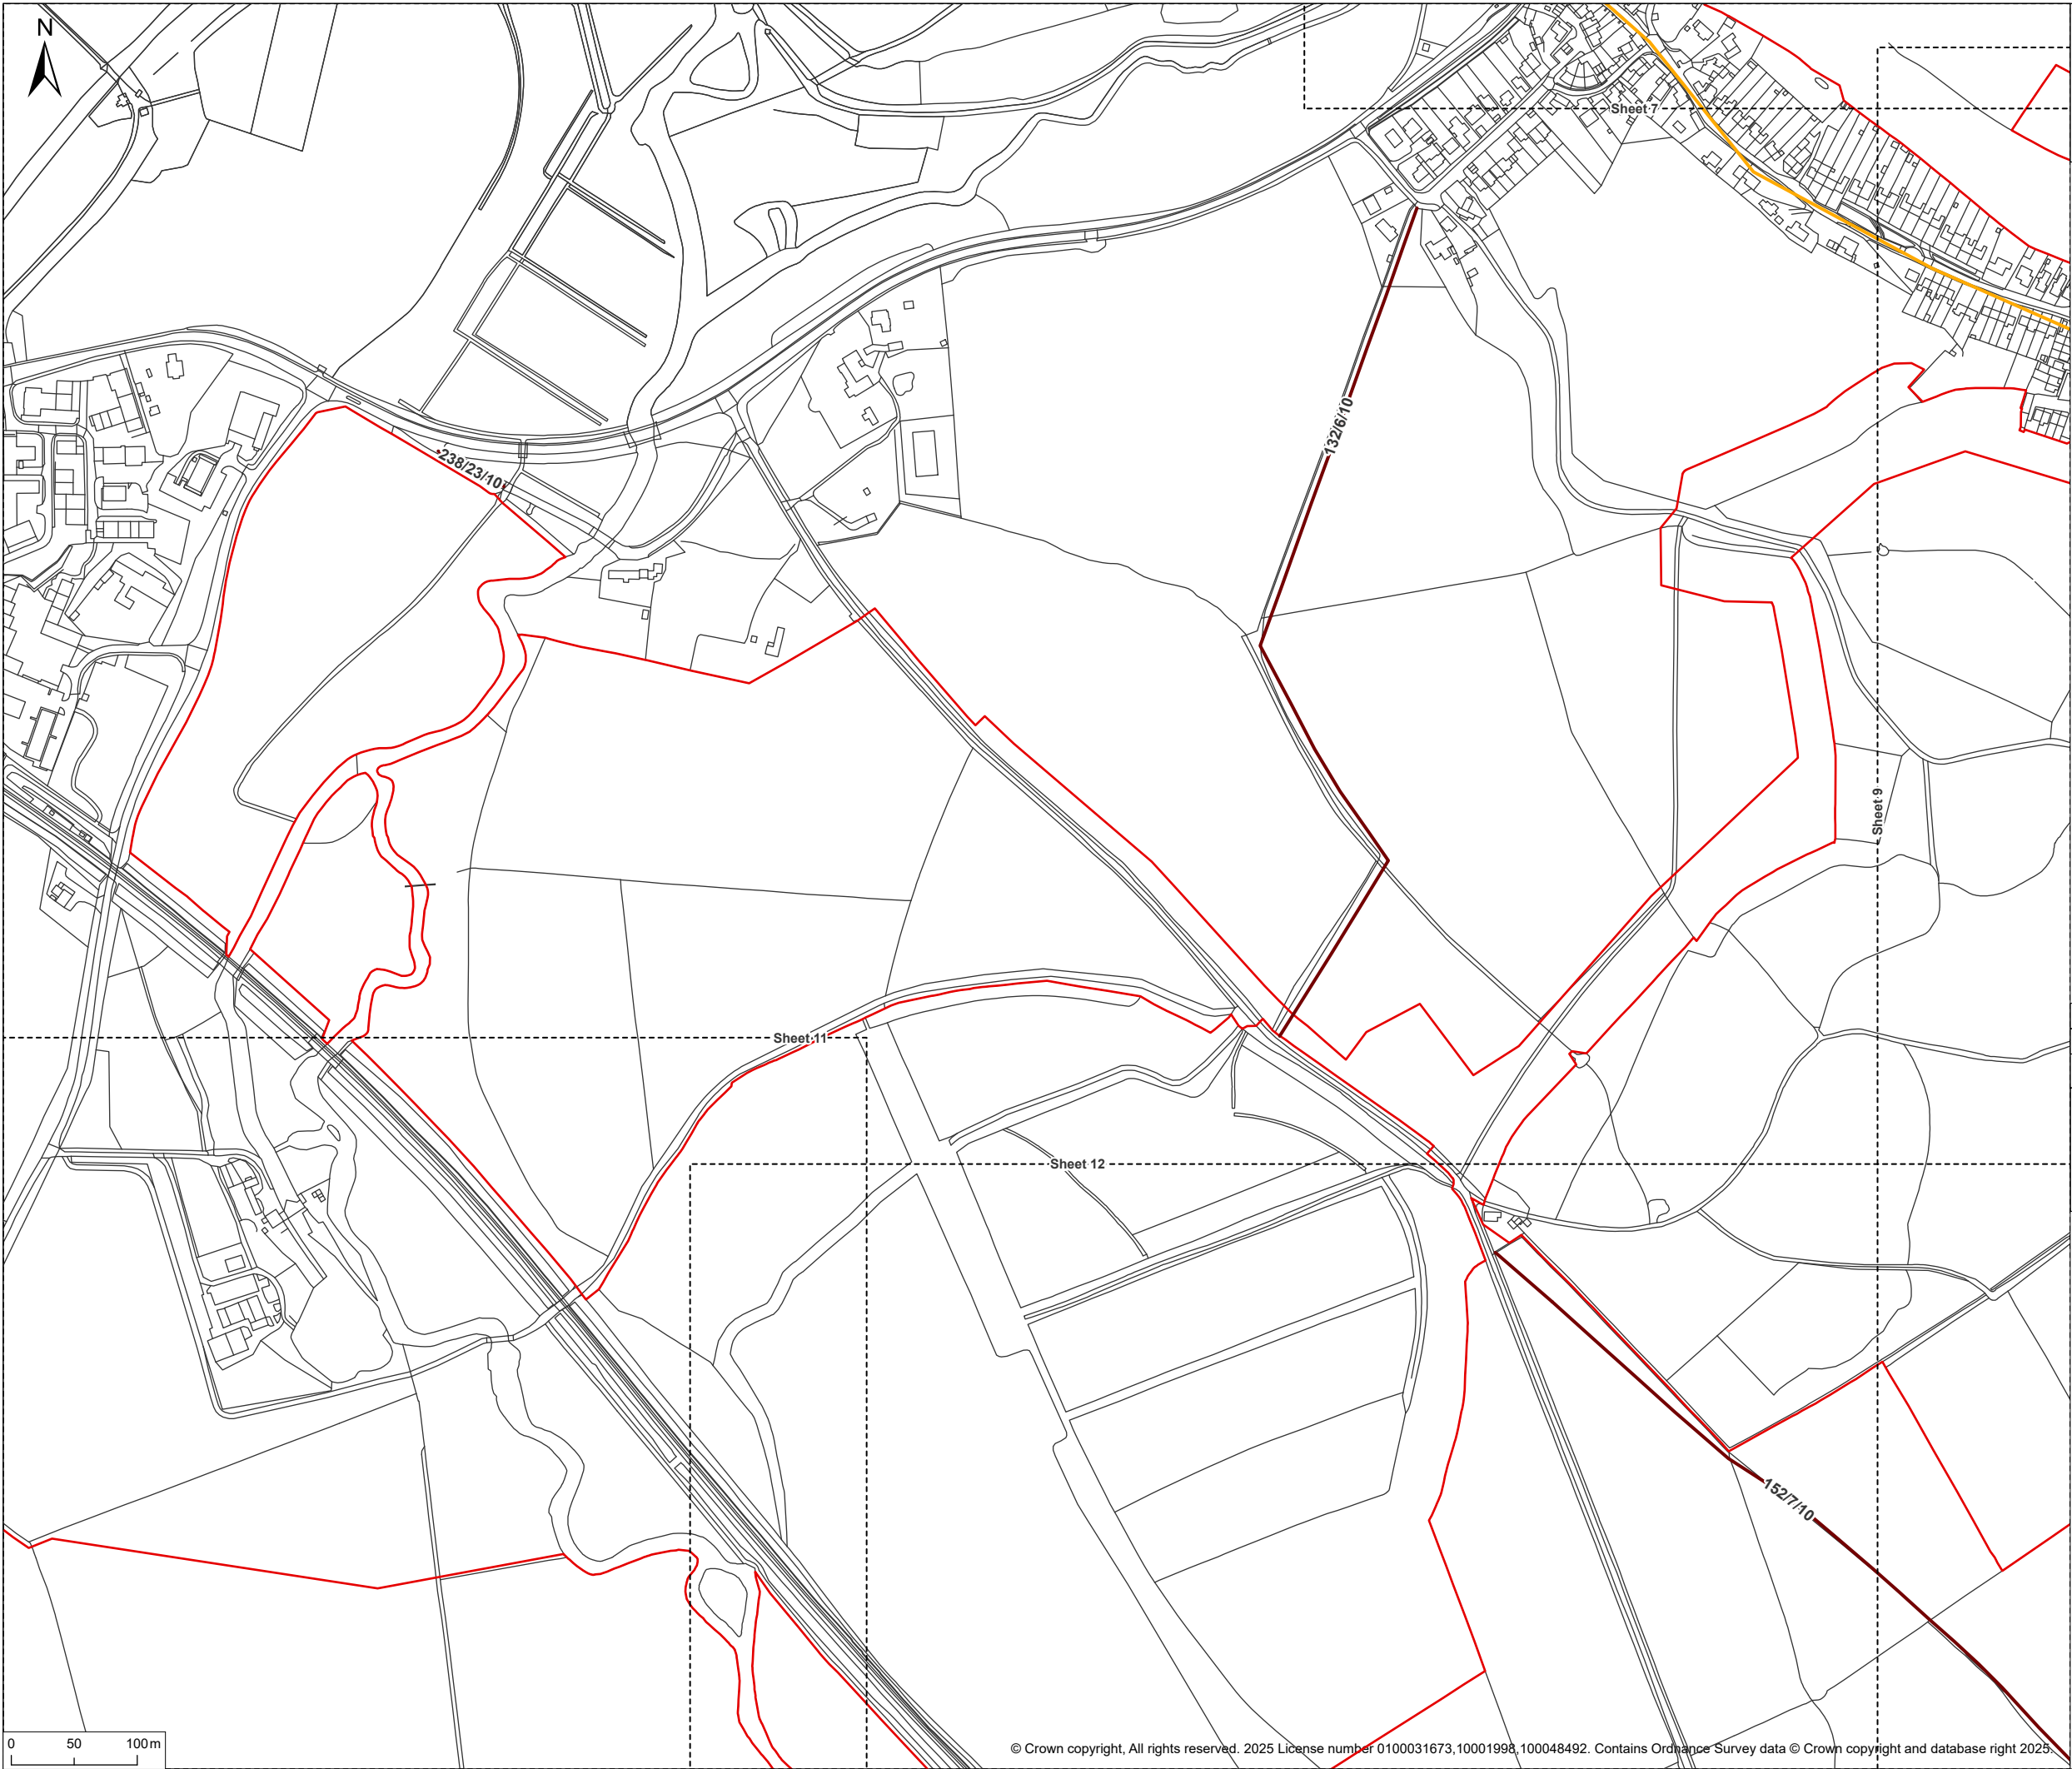 N
Sheet 7
132/6/10
238/23/10
Sheet 9
Sheet 11
Sheet 12
152/7/10
0 50 100 m
© Crown copyright, All rights reserved. 2025 License number 0100031673,10001998,100048492. Contains Ordnance Survey data © Crown copyright and database right 2025.